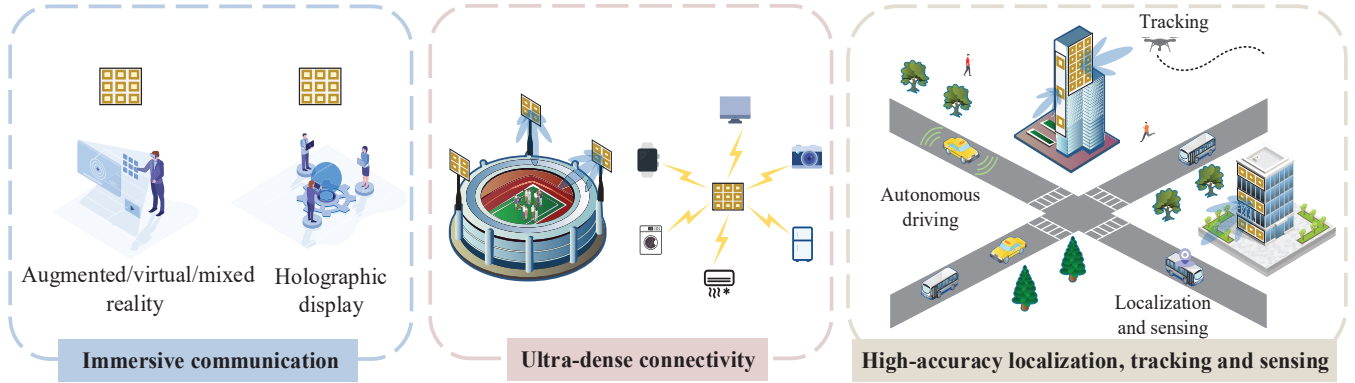 Augmented/virtual/mixed
reality
Holographic
display
Immersive communication
Ultra-dense connectivity
Tracking
Autonomous
driving
Localization
and sensing
High-accuracy localization, tracking and sensing